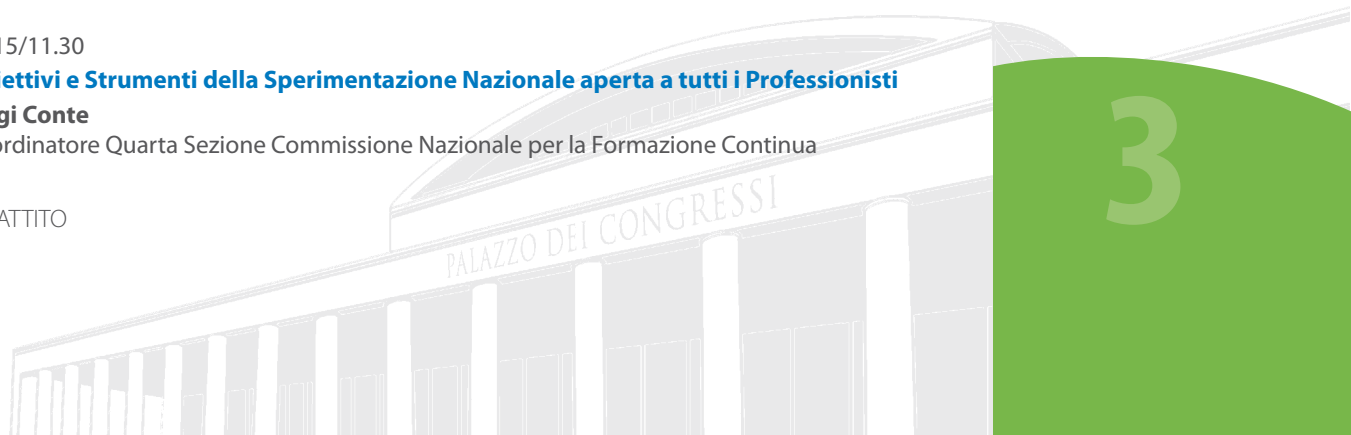 15/11.30
iettivi e Strumenti della Sperimentazione Nazionale aperta a tutti i Professionisti
gi Conte
ordinatore Quarta Sezione Commissione Nazionale per la Formazione Continua
ATTITO
PALAZZO DEI CONGRESSI
3